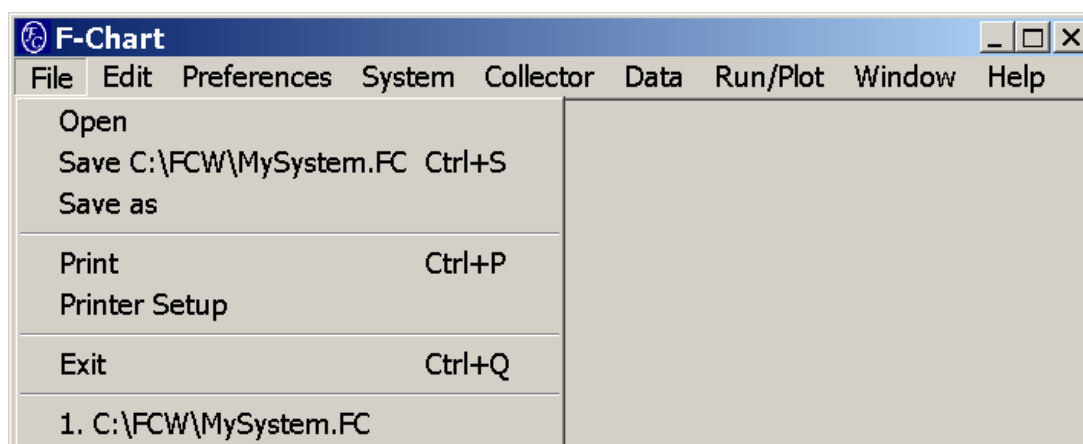 F-Chart
File Edit Preferences System Collector Data Run/Plot Window Help
Open
Save C:\FCW\MySystem.FC Ctrl+S
Save as
Print Ctrl+P
Printer Setup
Exit Ctrl+Q
1. C:\FCW\MySystem.FC